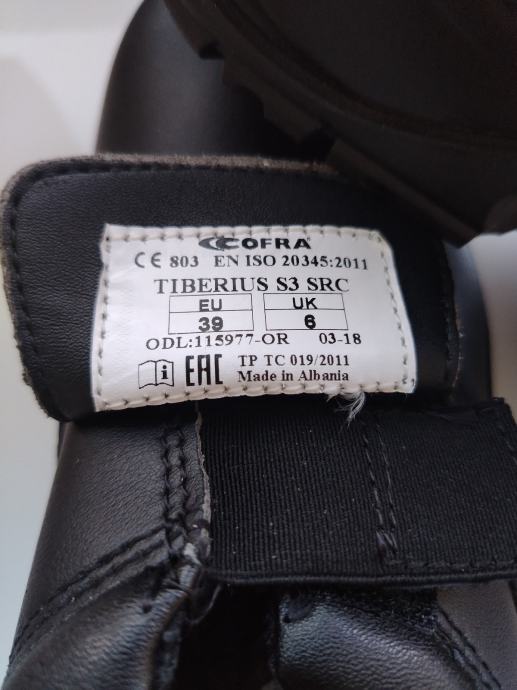 COFRA
CE 803 EN ISO 20345:2011
TIBERIUS S3 SRC
EU UK
39 6
ODL:115977-OR 03-18
i EAC TP TC 019/2011
Made in Albania